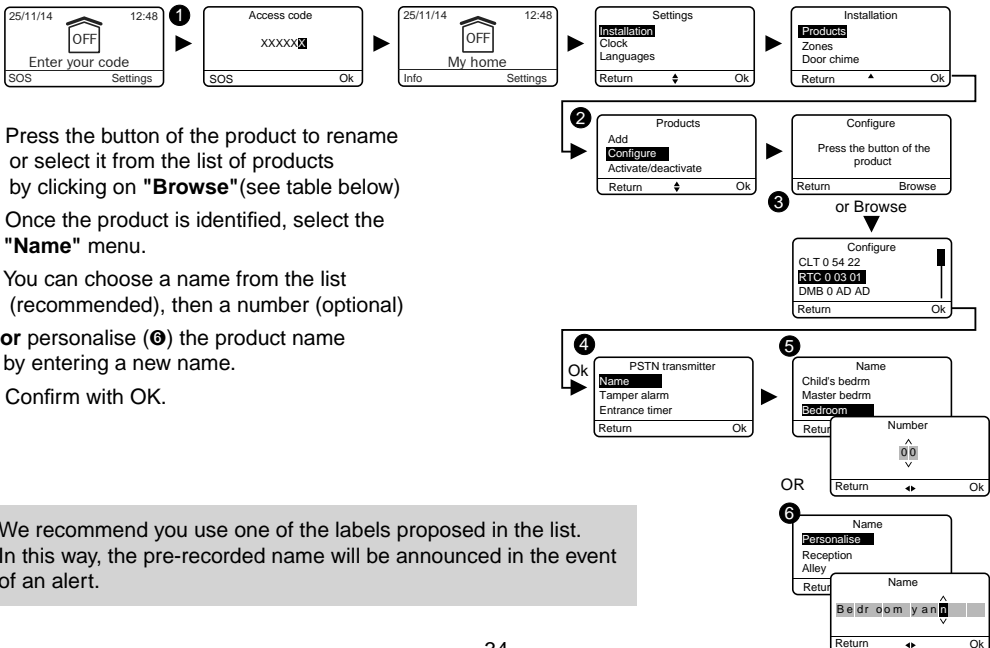 25/11/14 12:48
OFF
Enter your code
SOS Settings
❶
Access code
XXXXXX
SOS Ok
25/11/14 12:48
OFF
My home
Info Settings
Settings
Installation
Clock
Languages
Return Ok
Installation
Products
Zones
Door chime
Return Ok
Press the button of the product to rename
or select it from the list of products
by clicking on "Browse"(see table below)
Once the product is identified, select the
"Name" menu.
You can choose a name from the list
(recommended), then a number (optional)
or personalise (❻) the product name
by entering a new name.
Confirm with OK.
❷
Products
Add
Configure
Activate/deactivate
Return Ok
Configure
Press the button of the
product
Return Browse
❸
or Browse
Configure
CLT 0 54 22
RTC 0 03 01
DMB 0 AD AD
Return Ok
❹
Ok
PSTN transmitter
Name
Tamper alarm
Entrance timer
Return Ok
❺
Name
Child's bedrm
Master bedrm
Bedroom
Retur
Number
00
Return Ok
OR
❻
Name
Personalise
Reception
Alley
Retur
Name
Bedroom yann
Return Ok
We recommend you use one of the labels proposed in the list.
In this way, the pre-recorded name will be announced in the event
of an alert.